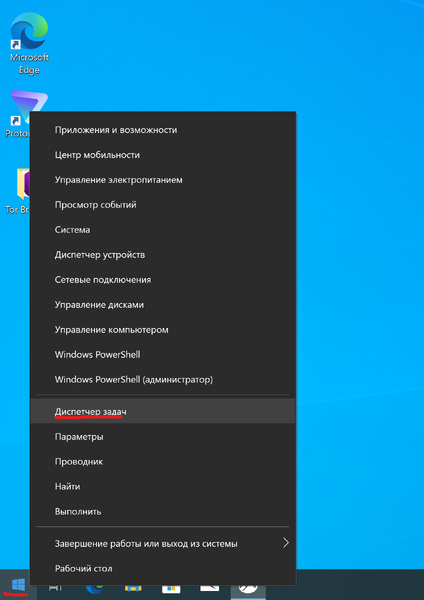 Microsoft
Edge
Proto
Tor Br
Приложения и возможности
Центр мобильности
Управление электропитанием
Просмотр событий
Система
Диспетчер устройств
Сетевые подключения
Управление дисками
Управление компьютером
Windows PowerShell
Windows PowerShell (администратор)
Диспетчер задач
Параметры
Проводник
Найти
Выполнить
Завершение работы или выход из системы
Рабочий стол